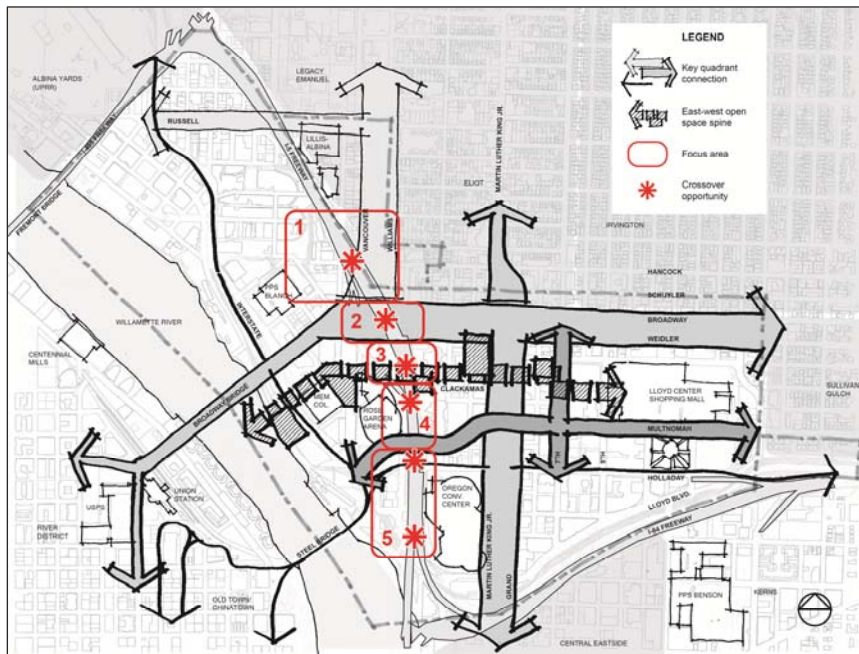 LEGEND
Key quadrant
connection
East-west open
space spine
Focus area
Crossover
opportunity
ALBINA YARDS
(UPRR)
LEGACY
EMANUEL
RUSSELL
LILLIS-
ALBINA
I-5 FREEWAY
FREMONT BRIDGE
MARTIN LUTHER KING JR.
ELIOT
IRVINGTON
1
VANCOUVER
WILLIAMS
HANCOCK
SCHUYLER
BROADWAY
WEIDLER
PPS
BLANCH
2
WILLAMETTE RIVER
INTERSTATE
3
CENTENNIAL
MILLS
BROADWAY BRIDGE
MEM.
COL.
ROSE
GARDEN
ARENA
CLACKAMAS
4
LLOYD CENTER
SHOPPING MALL
SULLIVAN'S
GULCH
MULTNOMAH
HOLLADAY
UNION
STATION
USPS
RIVER
DISTRICT
STEEL BRIDGE
OREGON
CONV.
CENTER
5
LLOYD BLVD.
I-84 FREEWAY
MARTIN LUTHER KING JR.
GRAND
OLD TOWN/
CHINATOWN
PPS BENSON
KERNS
CENTRAL EASTSIDE